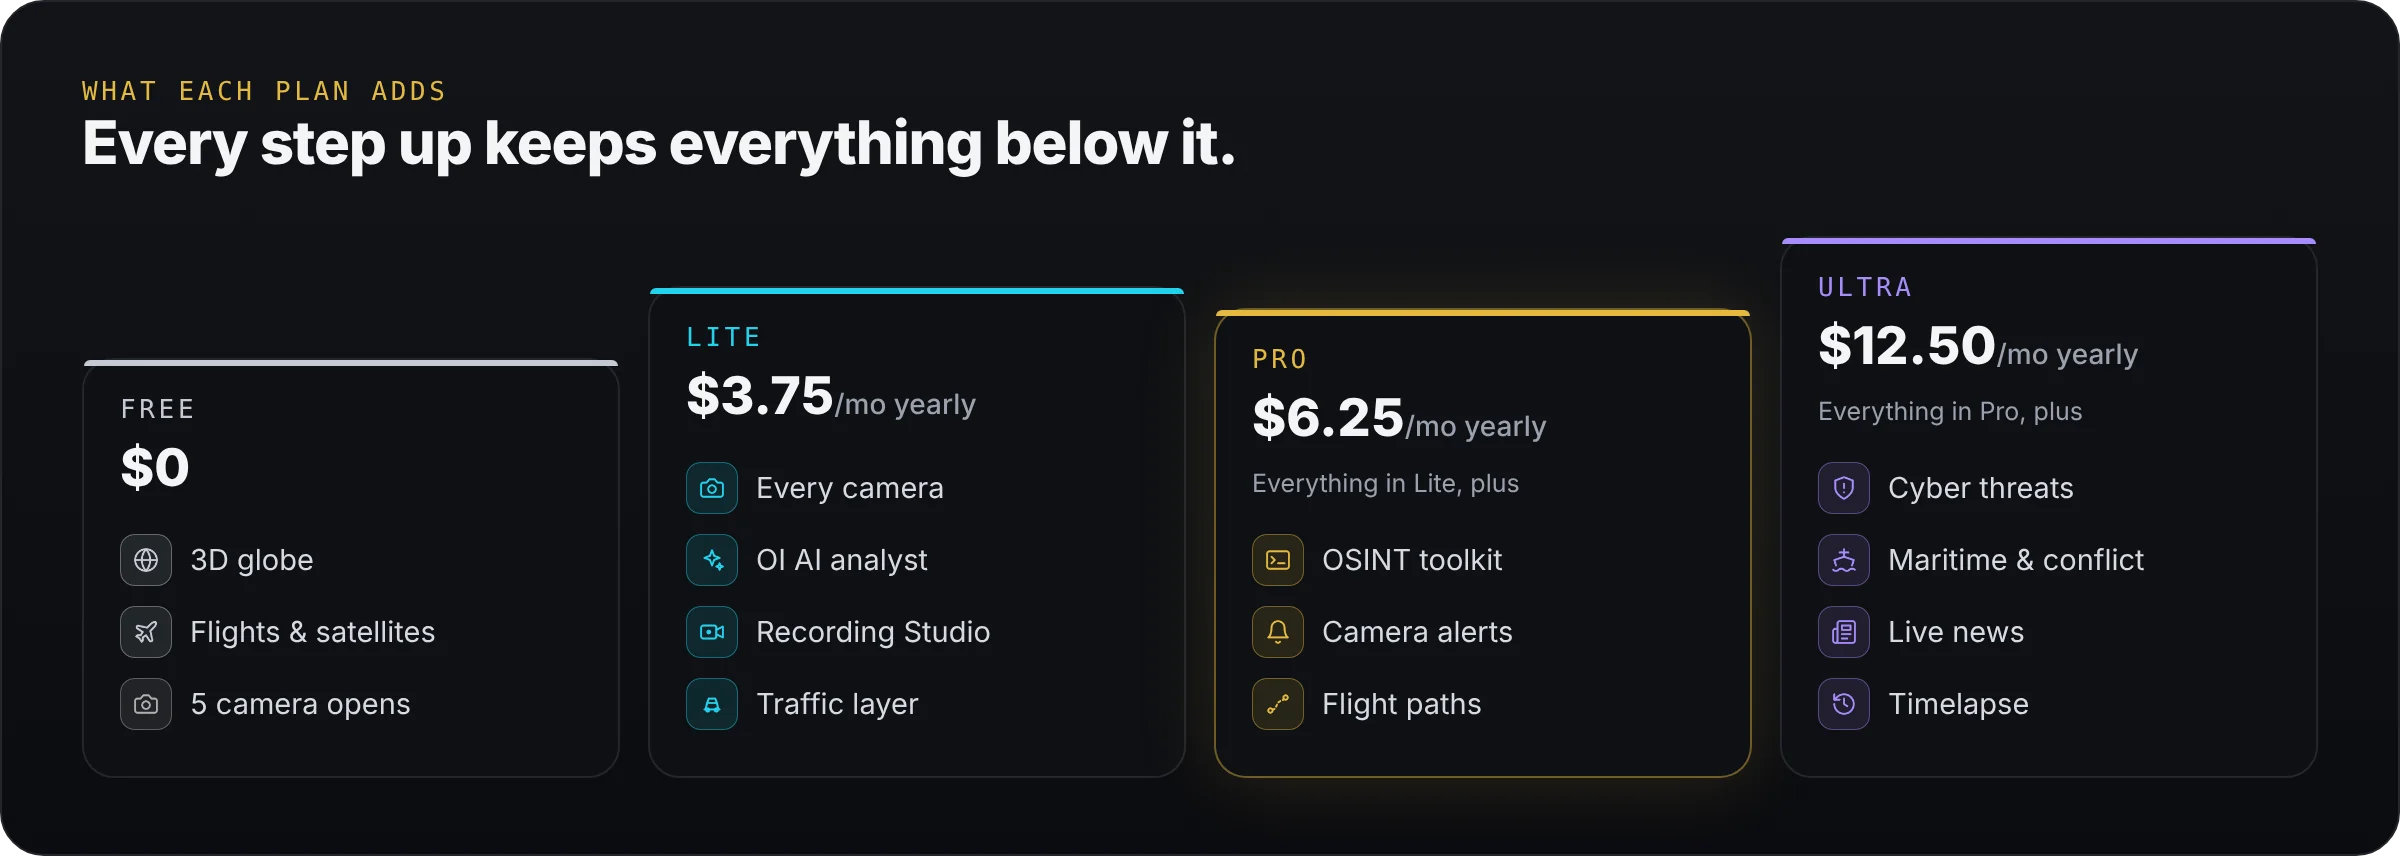 WHAT EACH PLAN ADDS
Every step up keeps everything below it.
FREE
$0
3D globe
Flights & satellites
5 camera opens
LITE
$3.75/mo yearly
Every camera
OI AI analyst
Recording Studio
Traffic layer
PRO
$6.25/mo yearly
Everything in Lite, plus
OSINT toolkit
Camera alerts
Flight paths
ULTRA
$12.50/mo yearly
Everything in Pro, plus
Cyber threats
Maritime & conflict
Live news
Timelapse